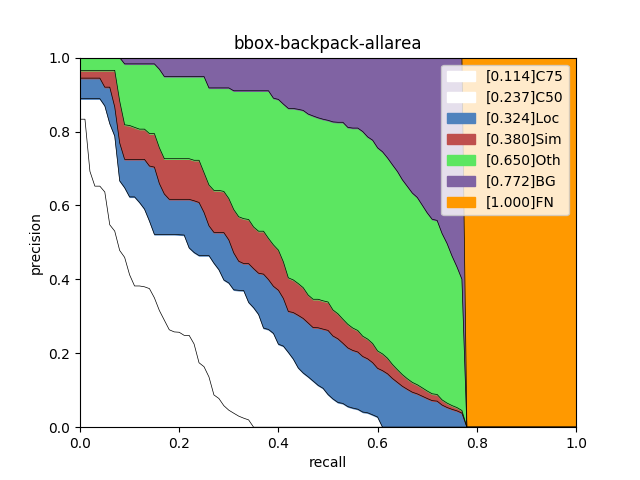 bbox-backpack-allarea
1.0
0.8
0.6
0.4
0.2
0.0
precision
[0.114]C75
[0.237]C50
[0.324]Loc
[0.380]Sim
[0.650]Oth
[0.772]BG
[1.000]FN
0.0 0.2 0.4 0.6 0.8 1.0
recall